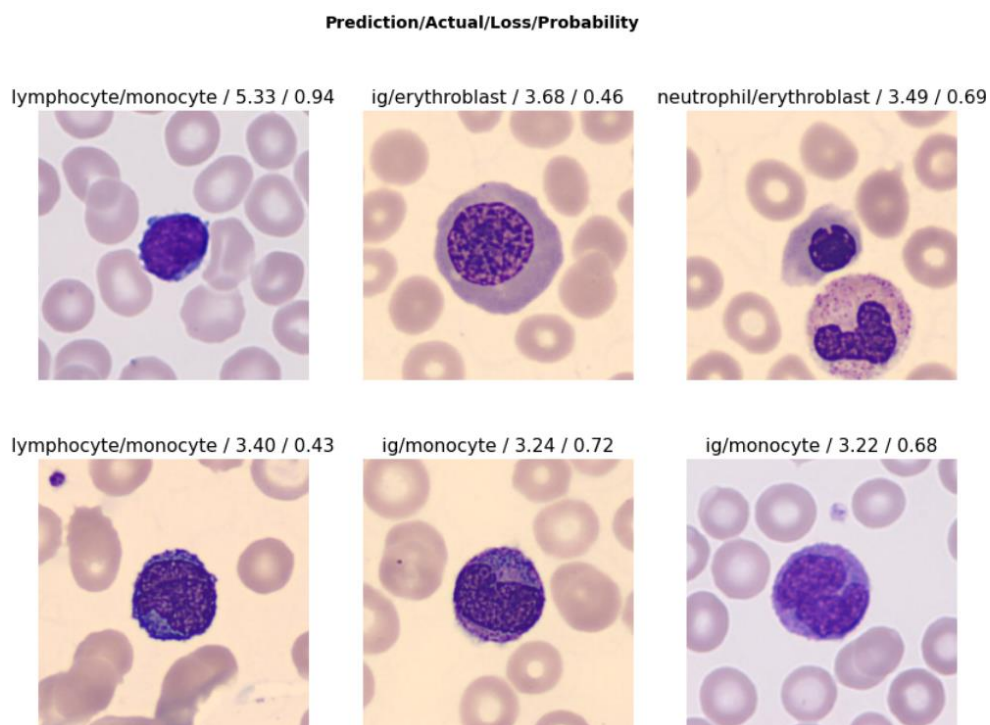 Prediction/Actual/Loss/Probability
lymphocyte/monocyte / 5.33 / 0.94
ig/erythroblast / 3.68 / 0.46
neutrophil/erythroblast / 3.49 / 0.69
lymphocyte/monocyte / 3.40 / 0.43
ig/monocyte / 3.24 / 0.72
ig/monocyte / 3.22 / 0.68